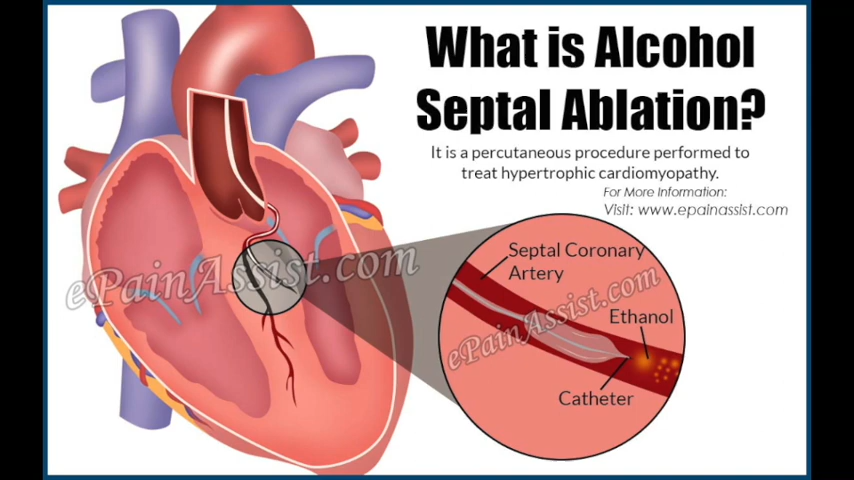 What is Alcohol
Septal Ablation?
It is a percutaneous procedure performed to
treat hypertrophic cardiomyopathy.
For More Information:
Visit: www.epainassist.com
Septal Coronary
Artery
Ethanol
Catheter
ePainAssist.com
ePainAssist.com